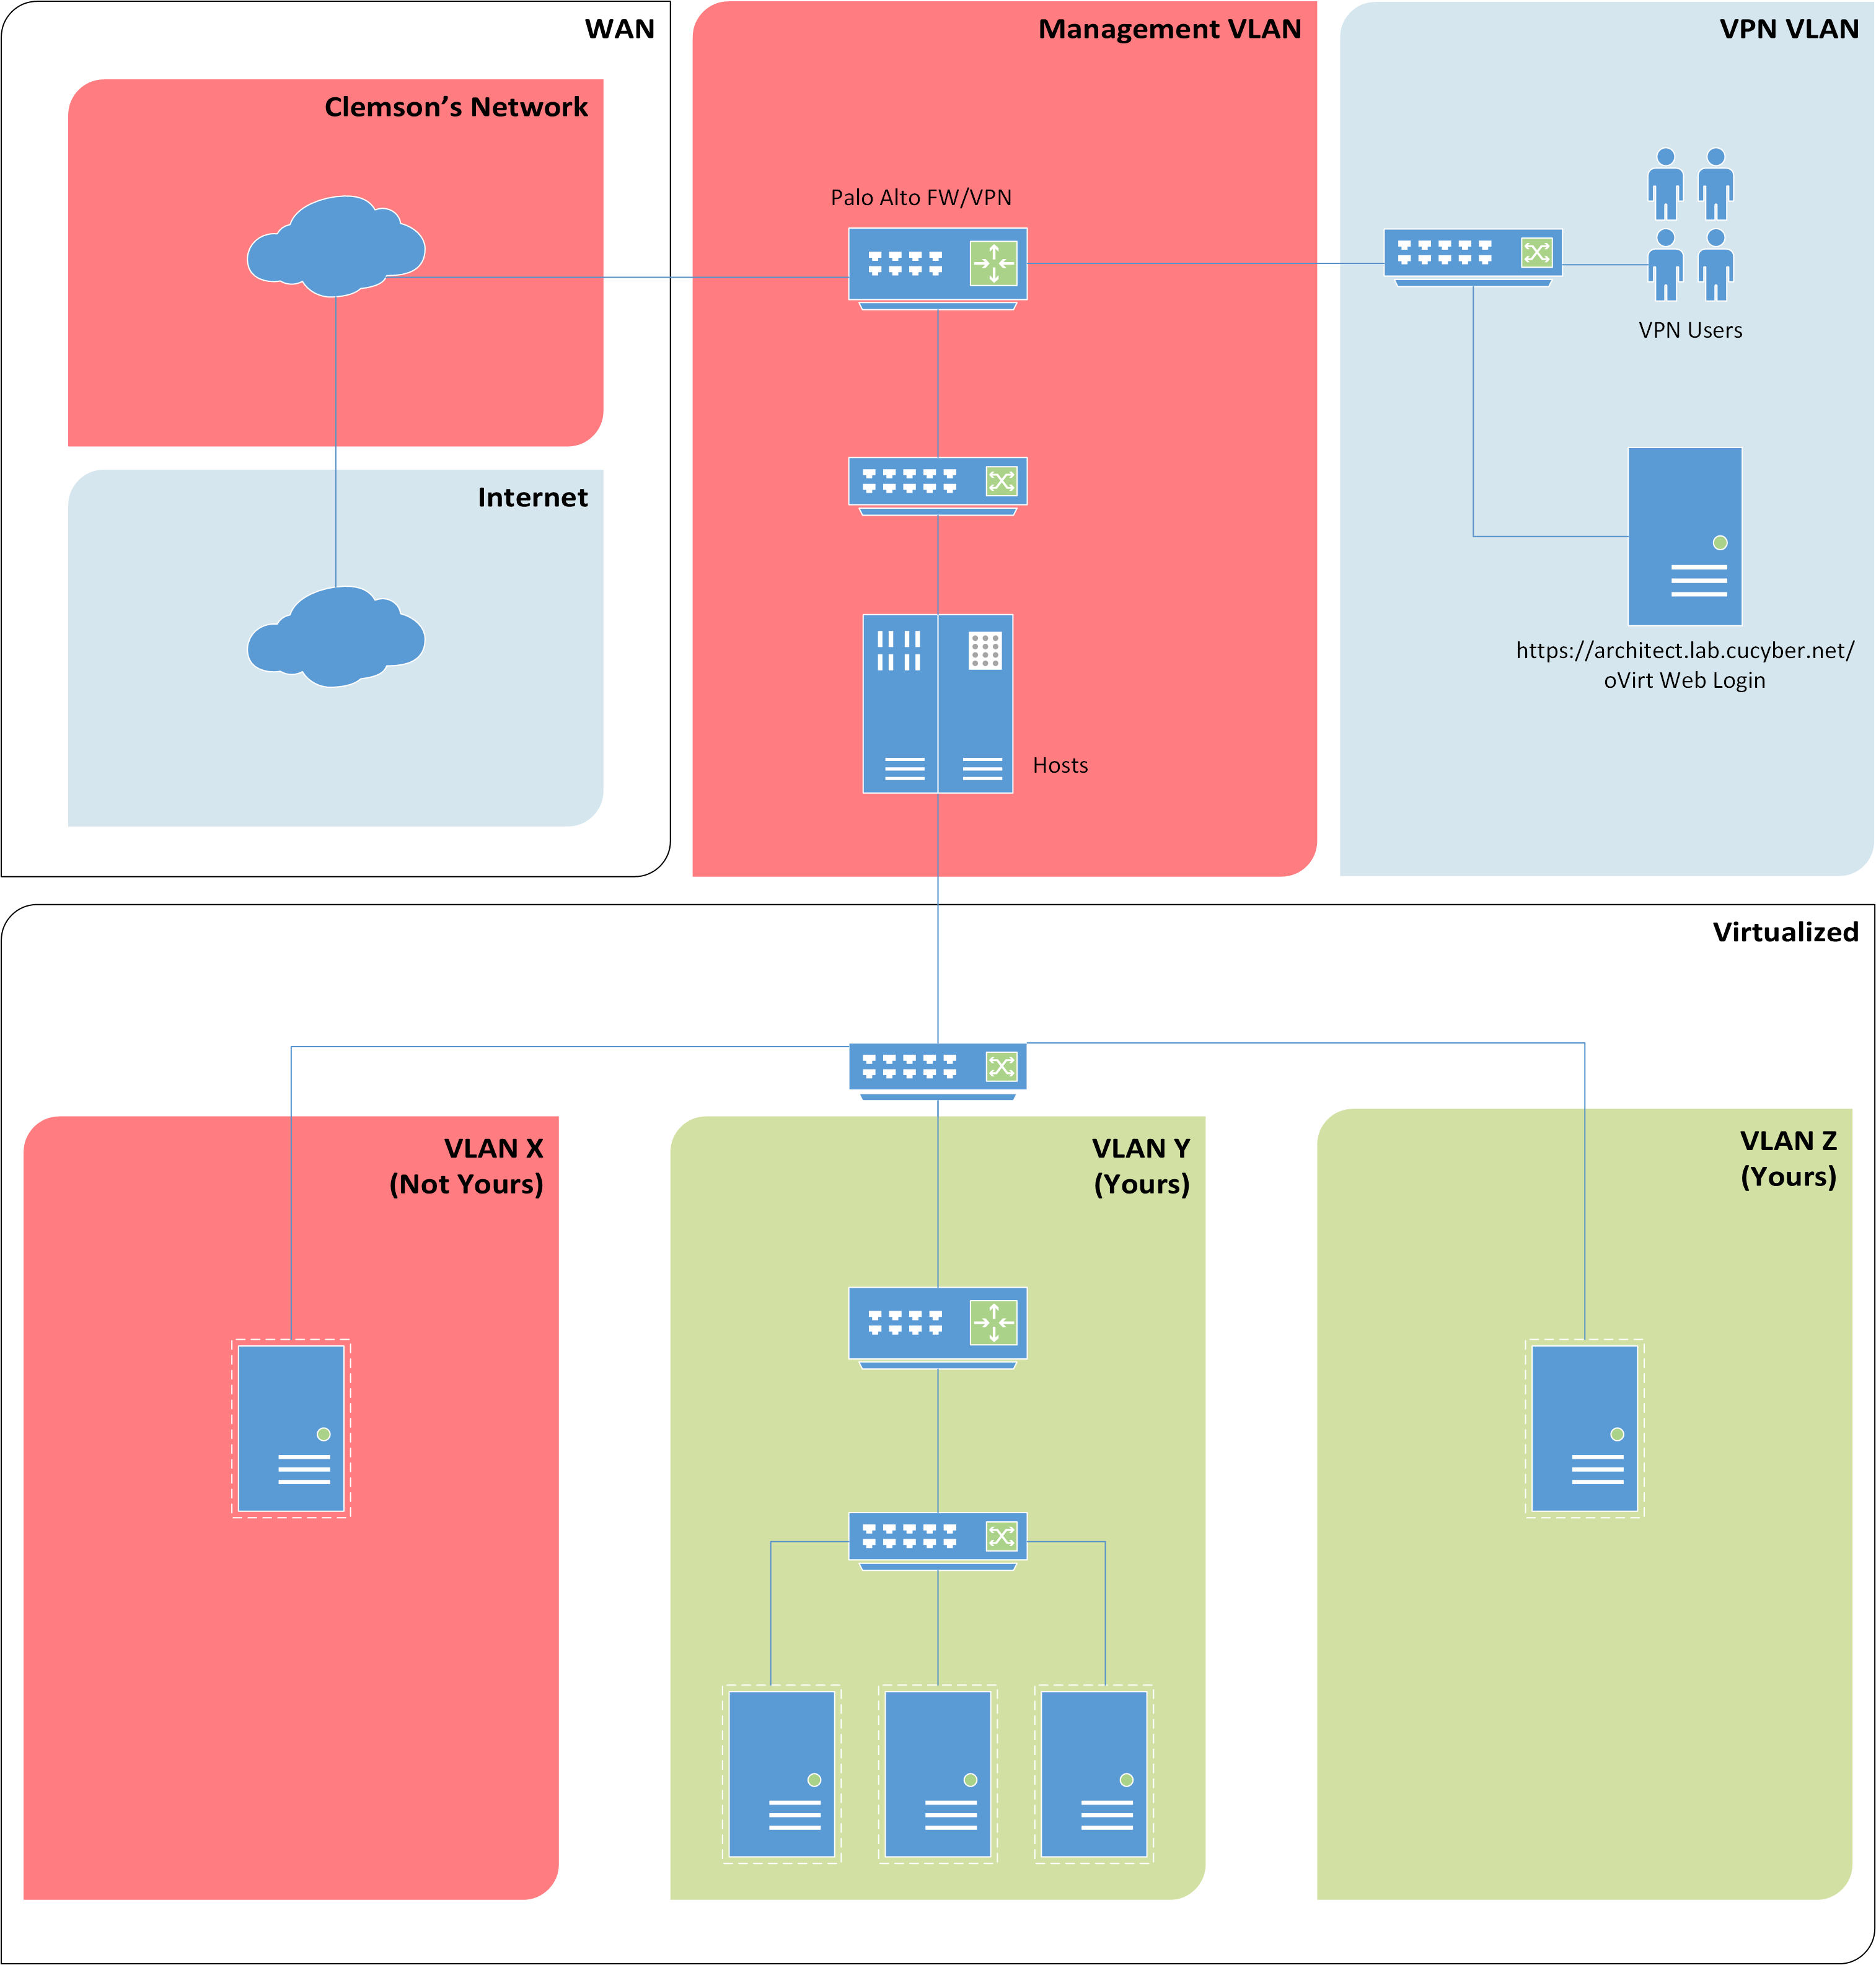 WAN
Clemson’s Network
Internet
Management VLAN
Palo Alto FW/VPN
Hosts
VPN VLAN
VPN Users
https://architect.lab.cucyber.net/
oVirt Web Login
Virtualized
VLAN X
(Not Yours)
VLAN Y
(Yours)
VLAN Z
(Yours)